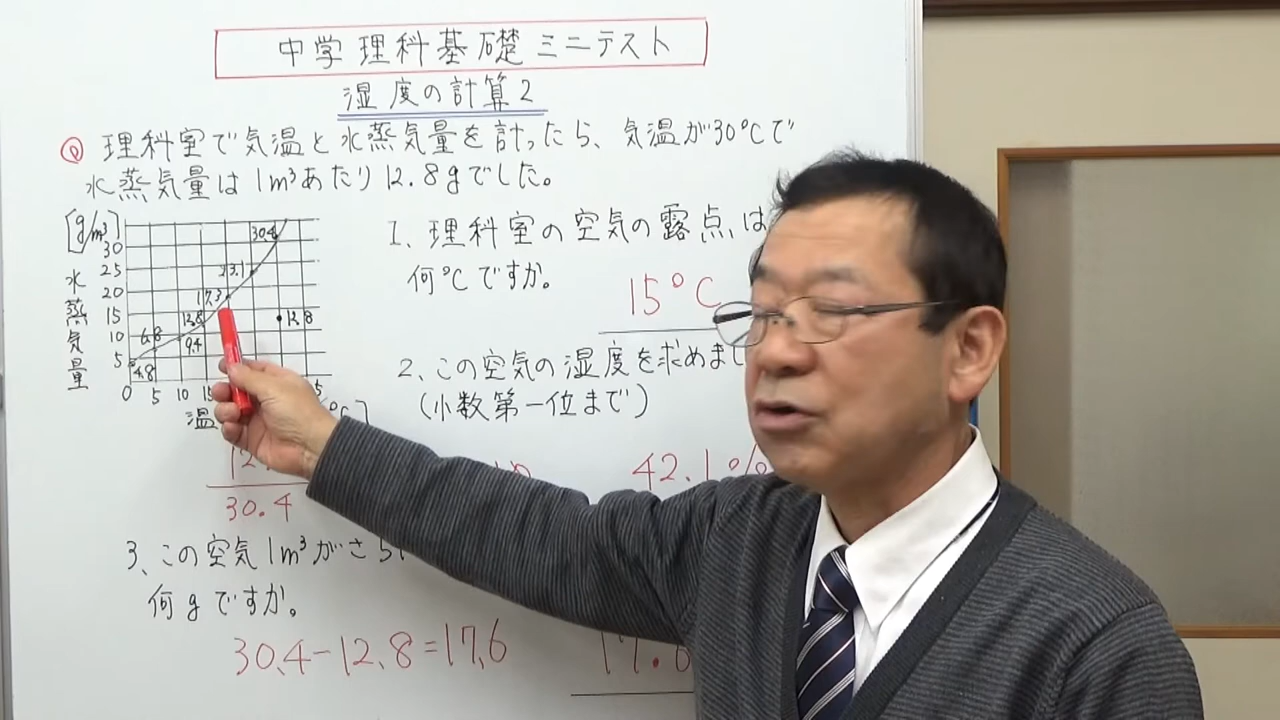 中学理科基礎ミニテスト
湿度の計算2
Q 理科室で気温と水蒸気量を計ったら、気温が30℃で
水蒸気量は1m³あたり12.8gでした。
[g/m³]
30
25
20
15
10
5
0
水蒸気量
30.4
23.1
17.3
12.8
12.8
9.4
6.8
4.8
5 10
温
1、理科室の空気の露点は
何℃ですか。
15℃
2、この空気の湿度を求めまし
(小数第一位まで)
30.4
42.1%
3、この空気1m³がさら
何gですか。
30.4-12.8=17.6
17.6